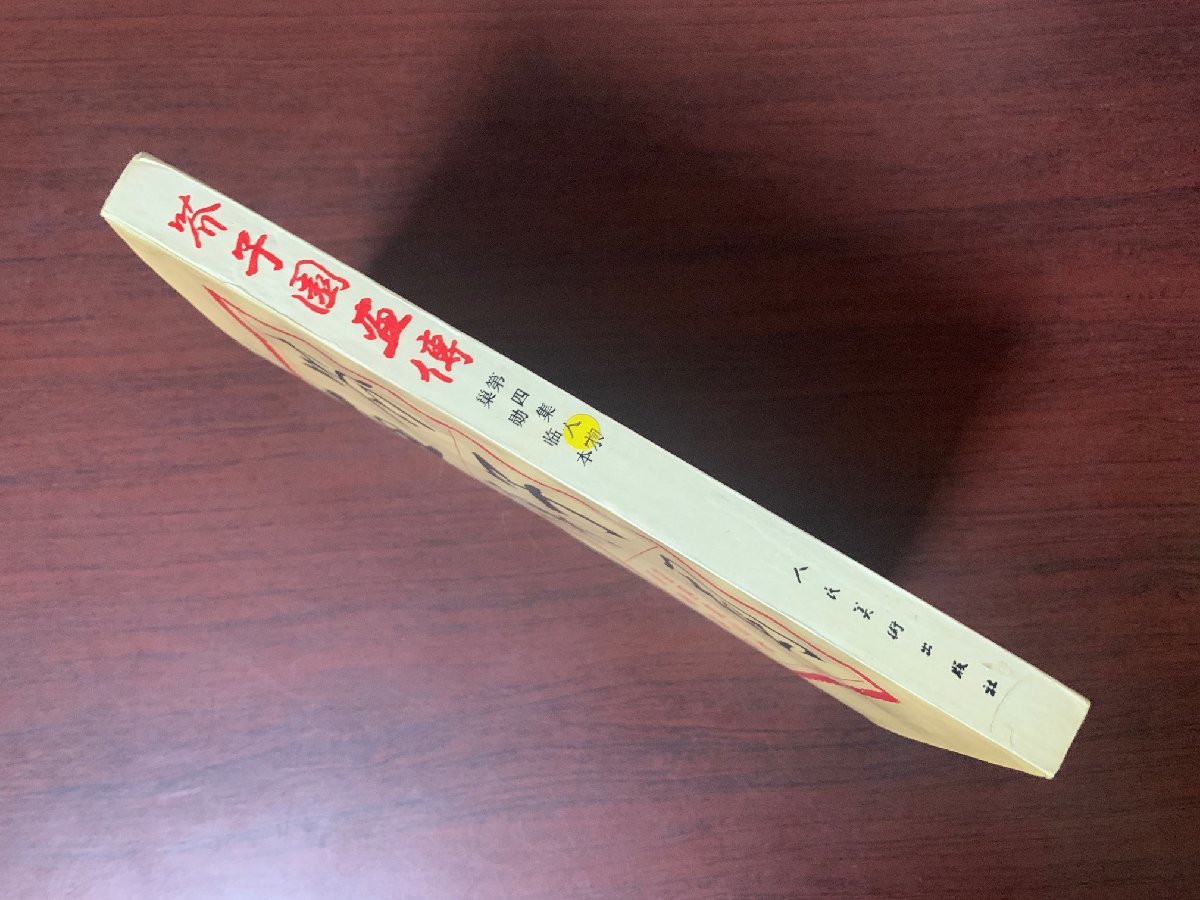 芥子園畫傳
第四集人物
巢勛临本
人民美術出版社